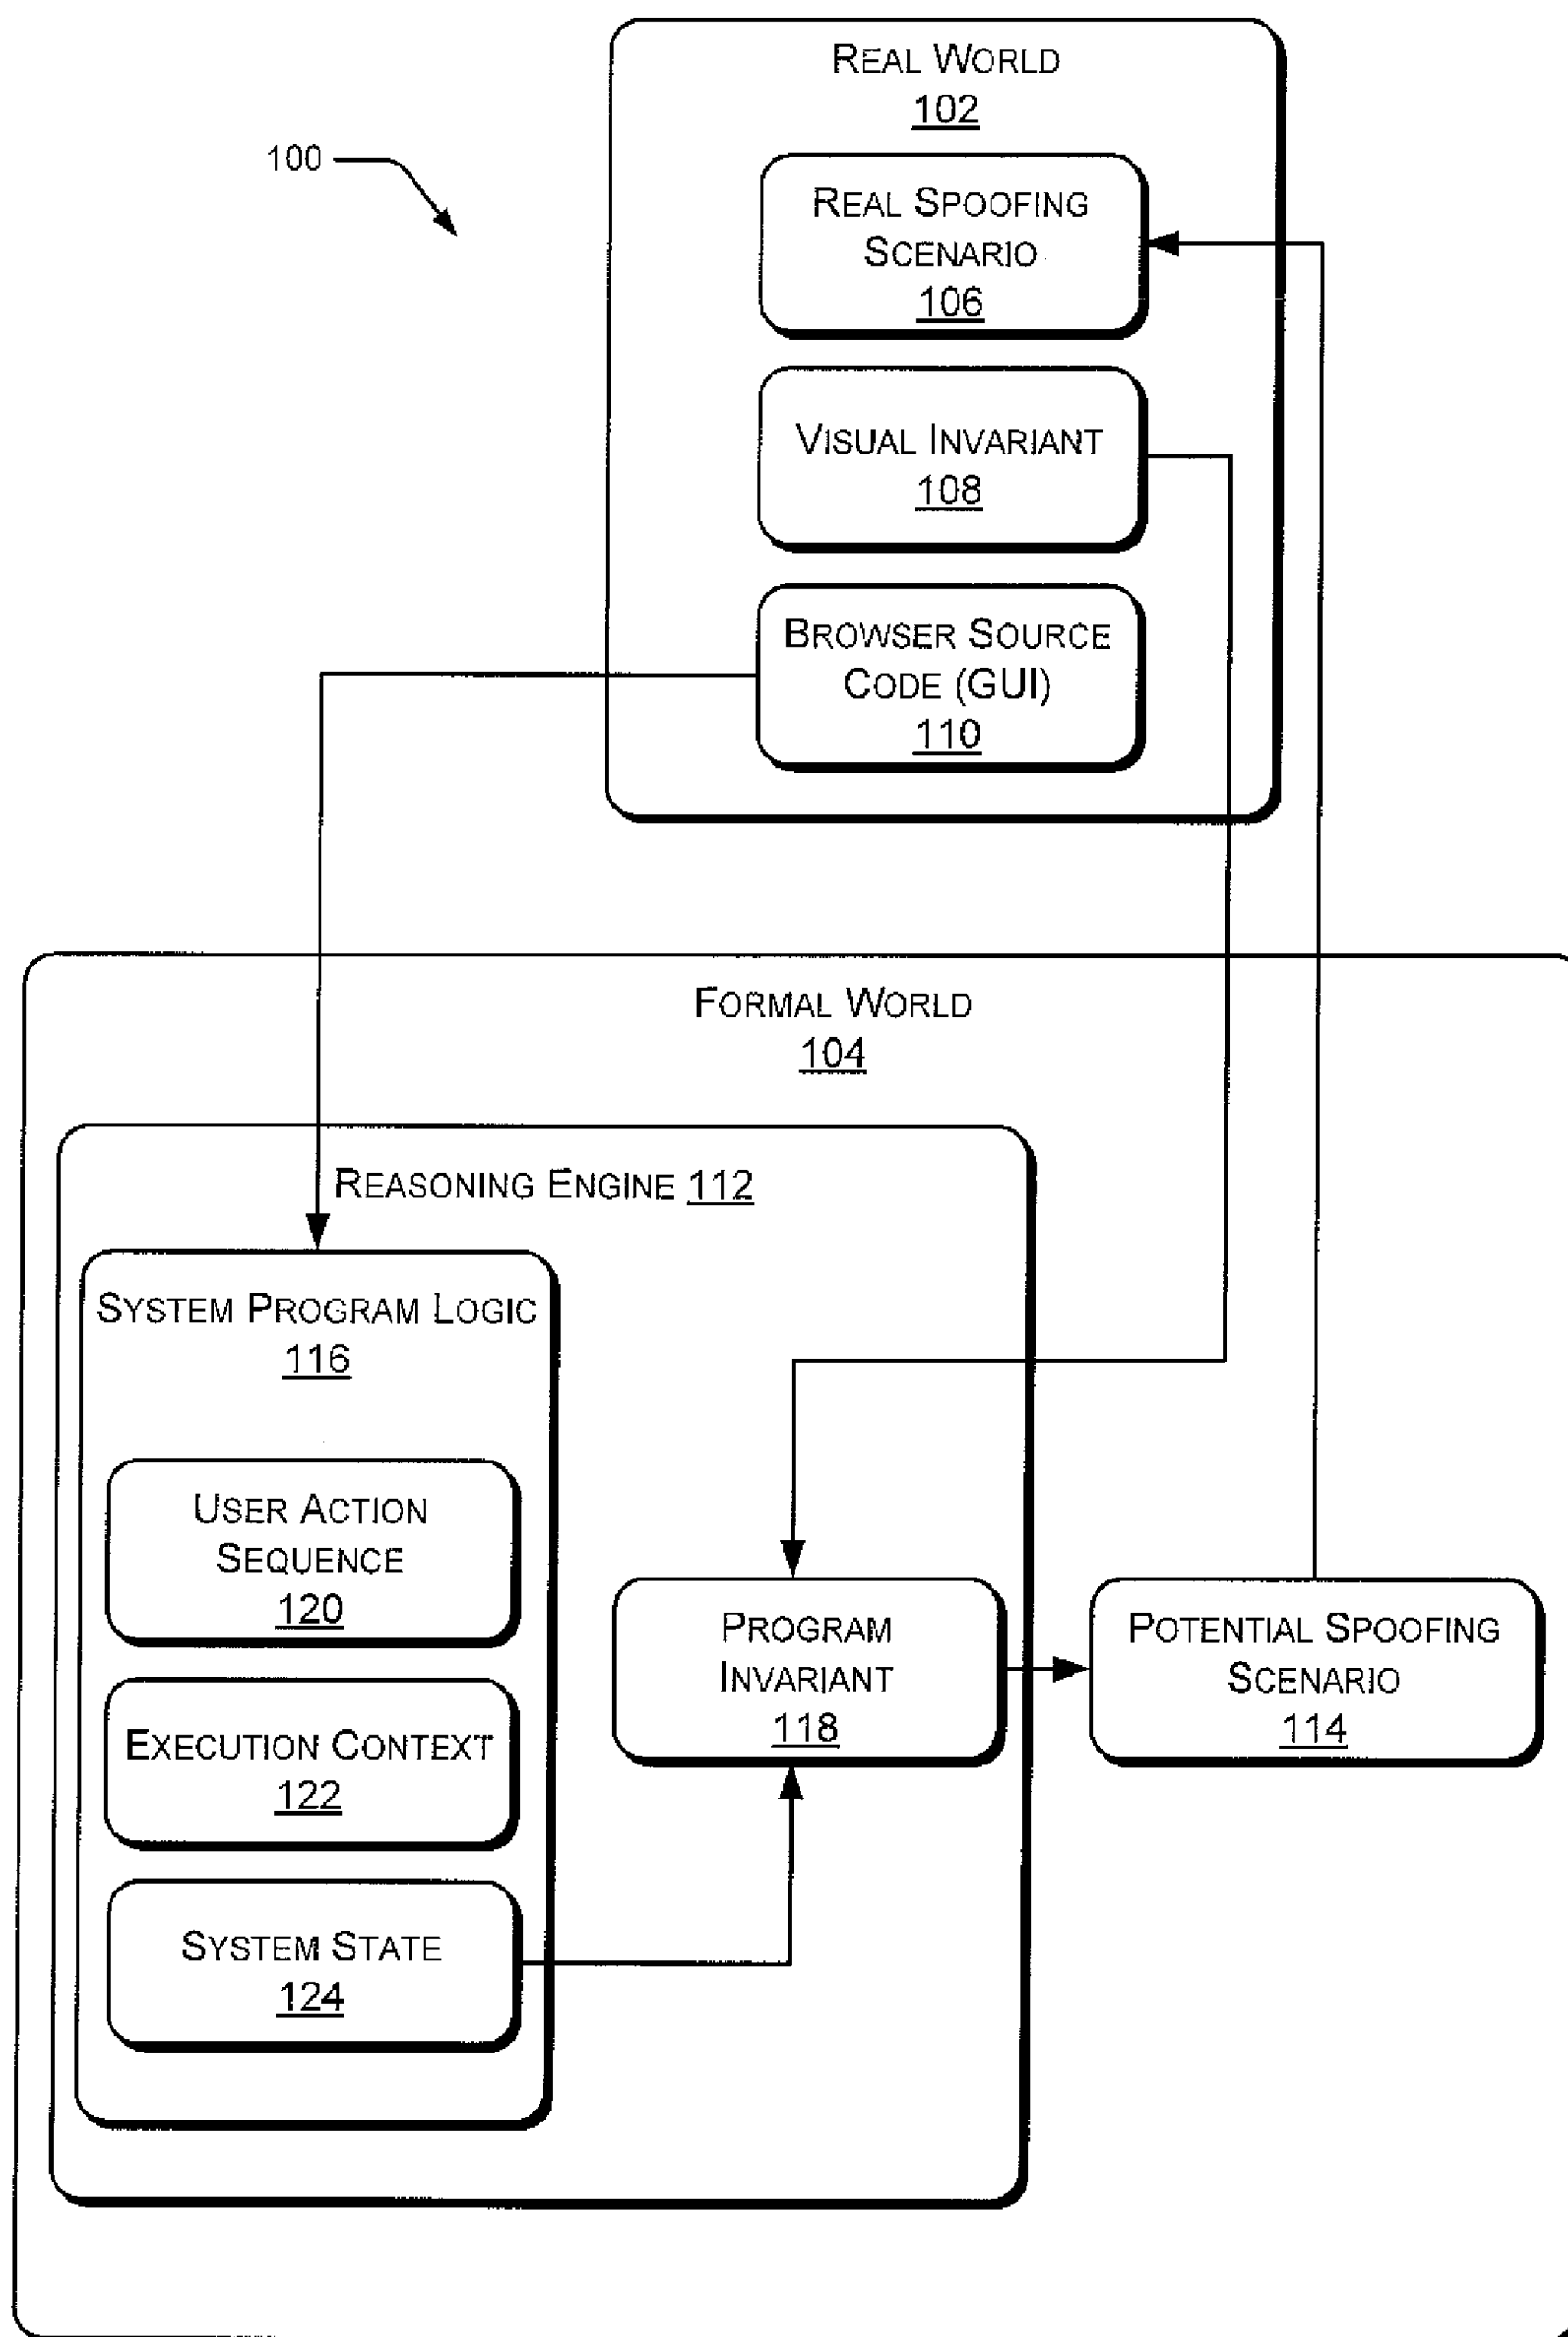 REAL WORLD
102
100
REAL SPOOFING
SCENARIO
106
VISUAL INVARIANT
108
BROWSER SOURCE
CODE (GUI)
110
FORMAL WORLD
104
REASONING ENGINE 112
SYSTEM PROGRAM LOGIC
116
USER ACTION
SEQUENCE
120
EXECUTION CONTEXT
122
SYSTEM STATE
124
PROGRAM
INVARIANT
118
POTENTIAL SPOOFING
SCENARIO
114